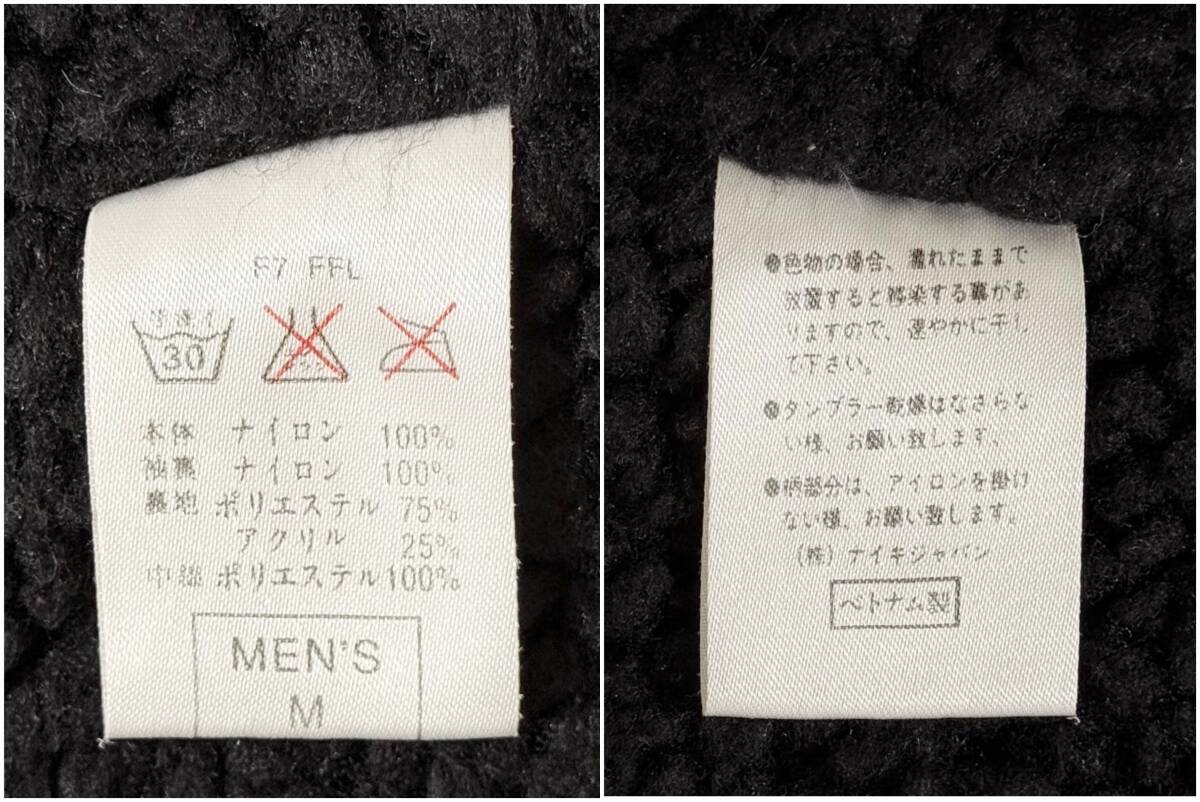 F7 FFL
手洗イ
30
本体 ナイロン 100%
袖裏 ナイロン 100%
裏地 ポリエステル 75%
アクリル 25%
中綿 ポリエステル 100%
MEN'S
M
●色物の場合、濡れたままで
放置すると移染する事があ
りますので、速やかに干し
て下さい。
●タンブラー乾燥はなさらな
い様、お願い致します。
●柄部分は、アイロンを掛け
ない様、お願い致します。
(株)ナイキジャパン
ベトナム製